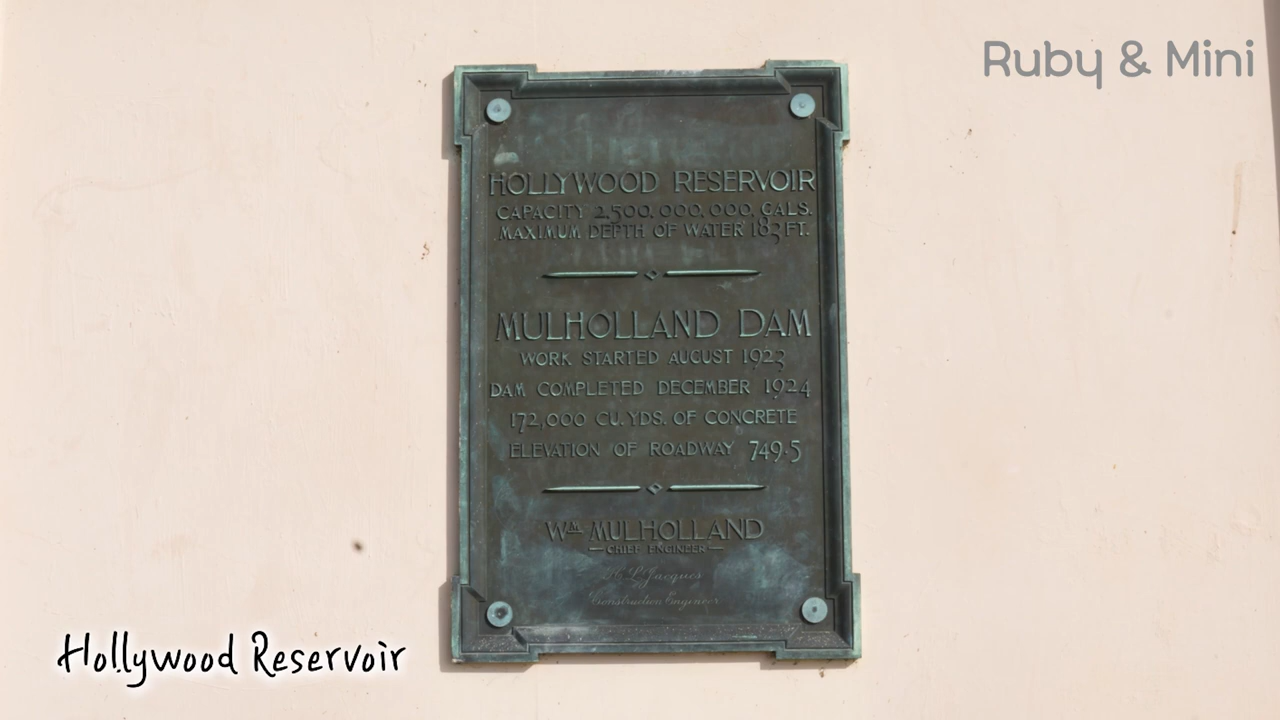 Ruby & Mini
HOLLYWOOD RESERVOIR
CAPACITY 2,500,000,000, GALS.
MAXIMUM DEPTH OF WATER 183 FT.
MULHOLLAND DAM
WORK STARTED AUGUST 1923
DAM COMPLETED DECEMBER 1924
172,000 CU. YDS. OF CONCRETE
ELEVATION OF ROADWAY 749.5
WM MULHOLLAND
CHIEF ENGINEER
H. L. Jacques
Construction Engineer
Hollywood Reservoir